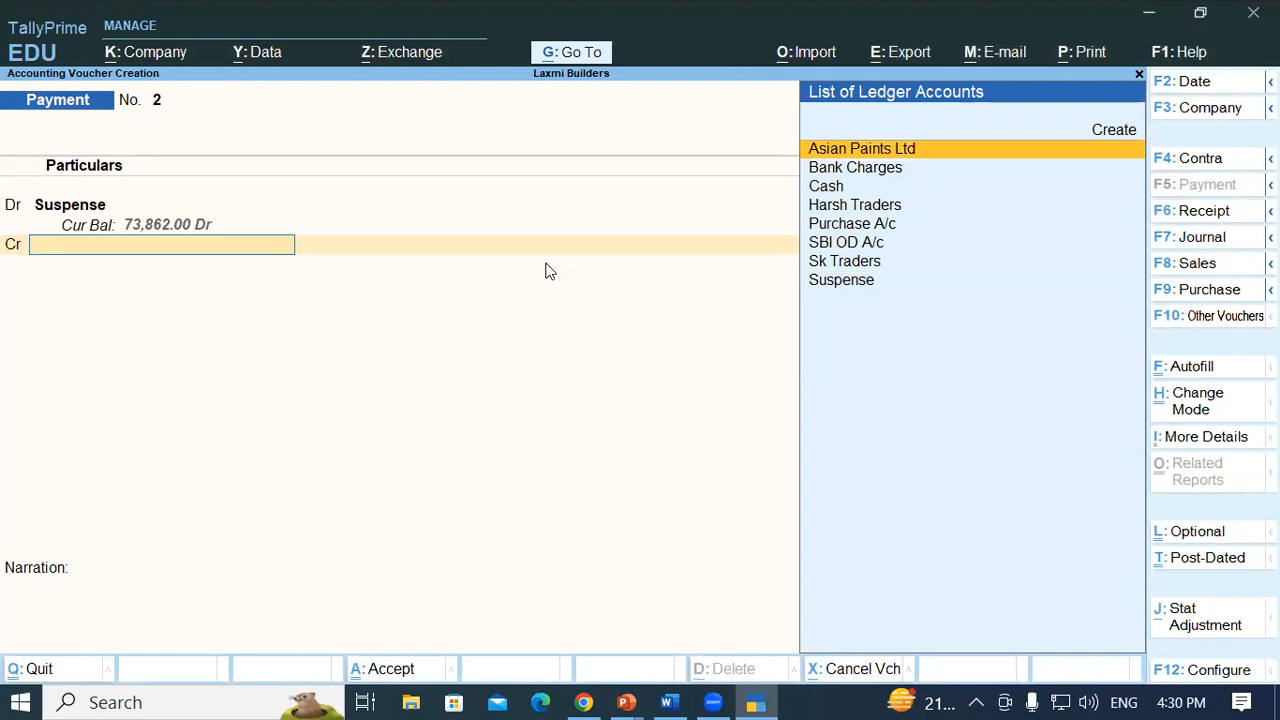 TallyPrime
MANAGE
EDU
K: Company
Y: Data
Z: Exchange
G: Go To
O: Import
E: Export
M: E-mail
P: Print
F1: Help
Accounting Voucher Creation
Laxmi Builders
Payment
No. 2
Particulars
Dr Suspense
Cur Bal: 73,862.00 Dr
Cr
Narration:
List of Ledger Accounts
Create
Asian Paints Ltd
Bank Charges
Cash
Harsh Traders
Purchase A/c
SBI OD A/c
Sk Traders
Suspense
F2: Date
F3: Company
F4: Contra
F5: Payment
F6: Receipt
F7: Journal
F8: Sales
F9: Purchase
F10: Other Vouchers
F: Autofill
H: Change
Mode
I: More Details
O: Related
Reports
L: Optional
T: Post-Dated
J: Stat
Adjustment
F12: Configure
Q: Quit
A: Accept
D: Delete
X: Cancel Vch
Search
21...
ENG
4:30 PM